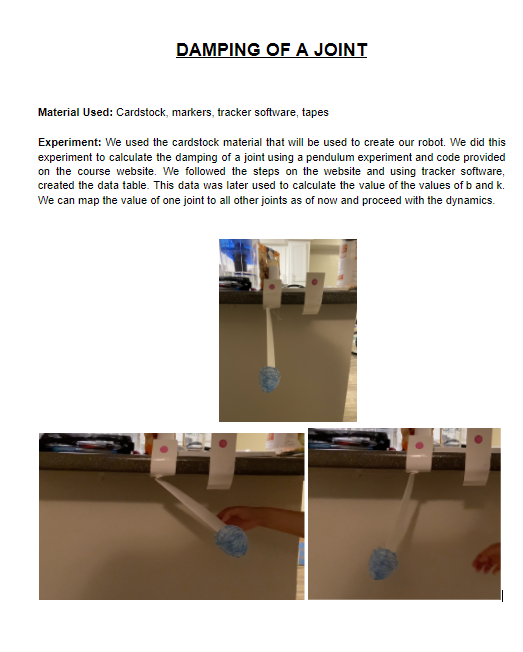 DAMPING OF A JOINT
Material Used: Cardstock, markers, tracker software, tapes
Experiment: We used the cardstock material that will be used to create our robot. We did this
experiment to calculate the damping of a joint using a pendulum experiment and code provided
on the course website. We followed the steps on the website and using tracker software,
created the data table. This data was later used to calculate the value of the values of b and k.
We can map the value of one joint to all other joints as of now and proceed with the dynamics.